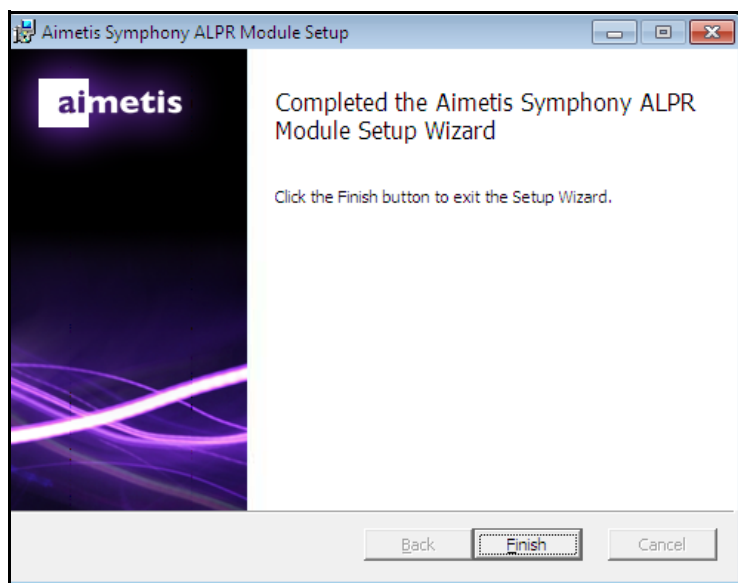 Aimetis Symphony ALPR Module Setup
aimetis
Completed the Aimetis Symphony ALPR
Module Setup Wizard
Click the Finish button to exit the Setup Wizard.
Back
Finish
Cancel